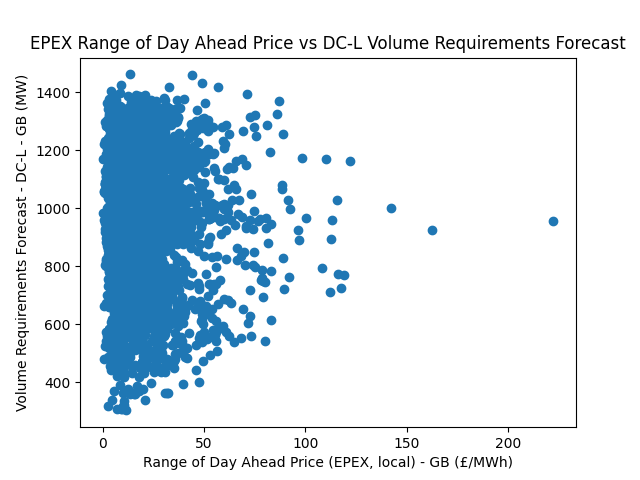 EPEX Range of Day Ahead Price vs DC-L Volume Requirements Forecast
1400
1200
1000
800
600
400
Volume Requirements Forecast - DC-L - GB (MW)
0 50 100 150 200
Range of Day Ahead Price (EPEX, local) - GB (£/MWh)